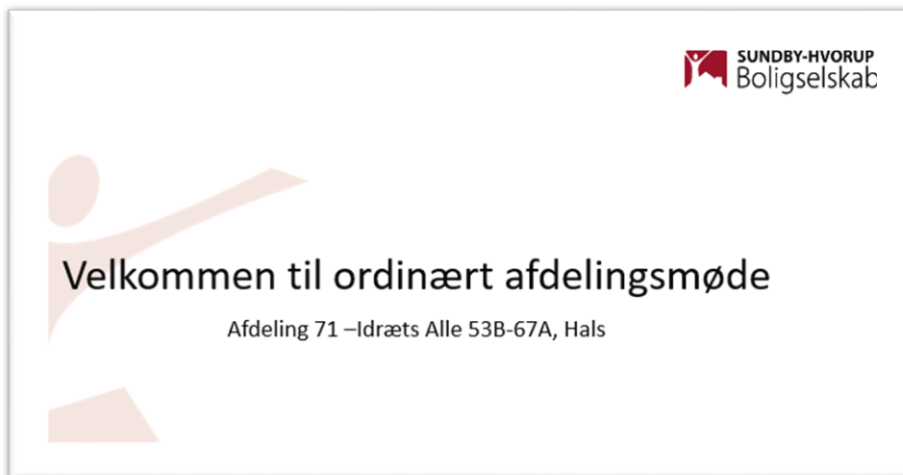 SUNDBY-HVORUP
Boligselskab
Velkommen til ordinært afdelingsmøde
Afdeling 71 –Idræts Alle 53B-67A, Hals